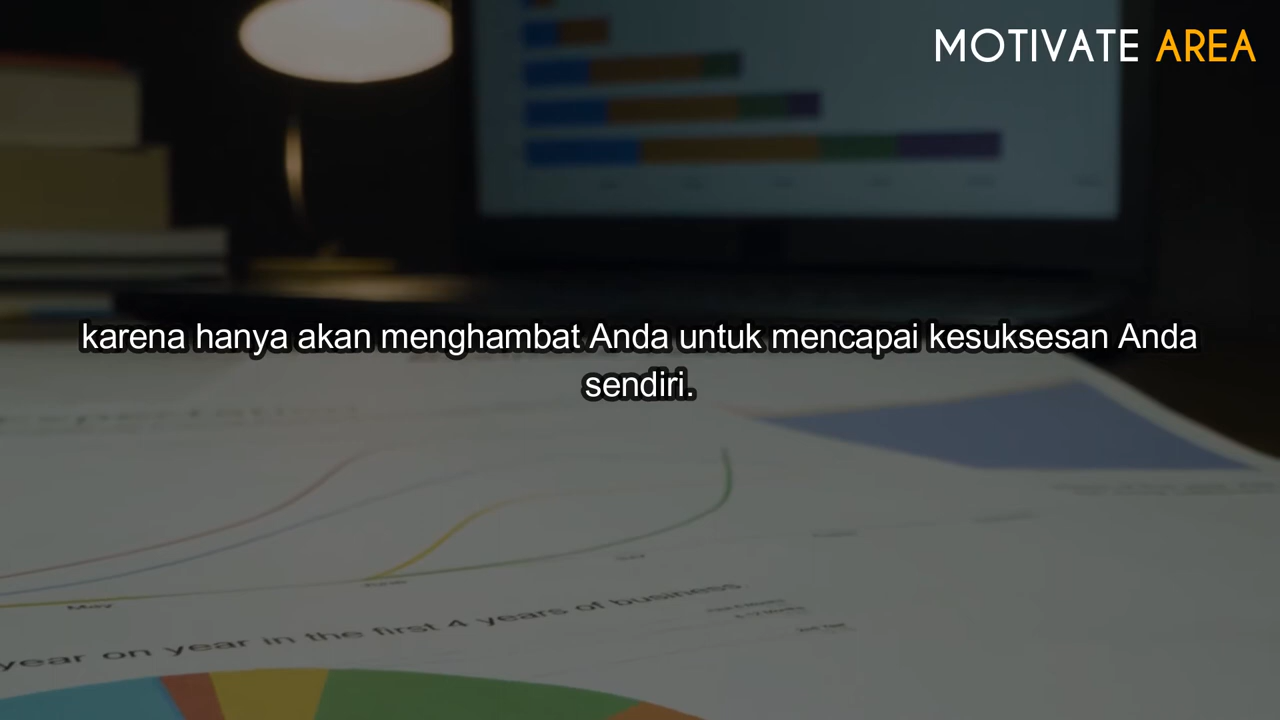 MOTIVATE AREA
karena hanya akan menghambat Anda untuk mencapai kesuksesan Anda
sendiri.
May
year on year in the first 4 years of business